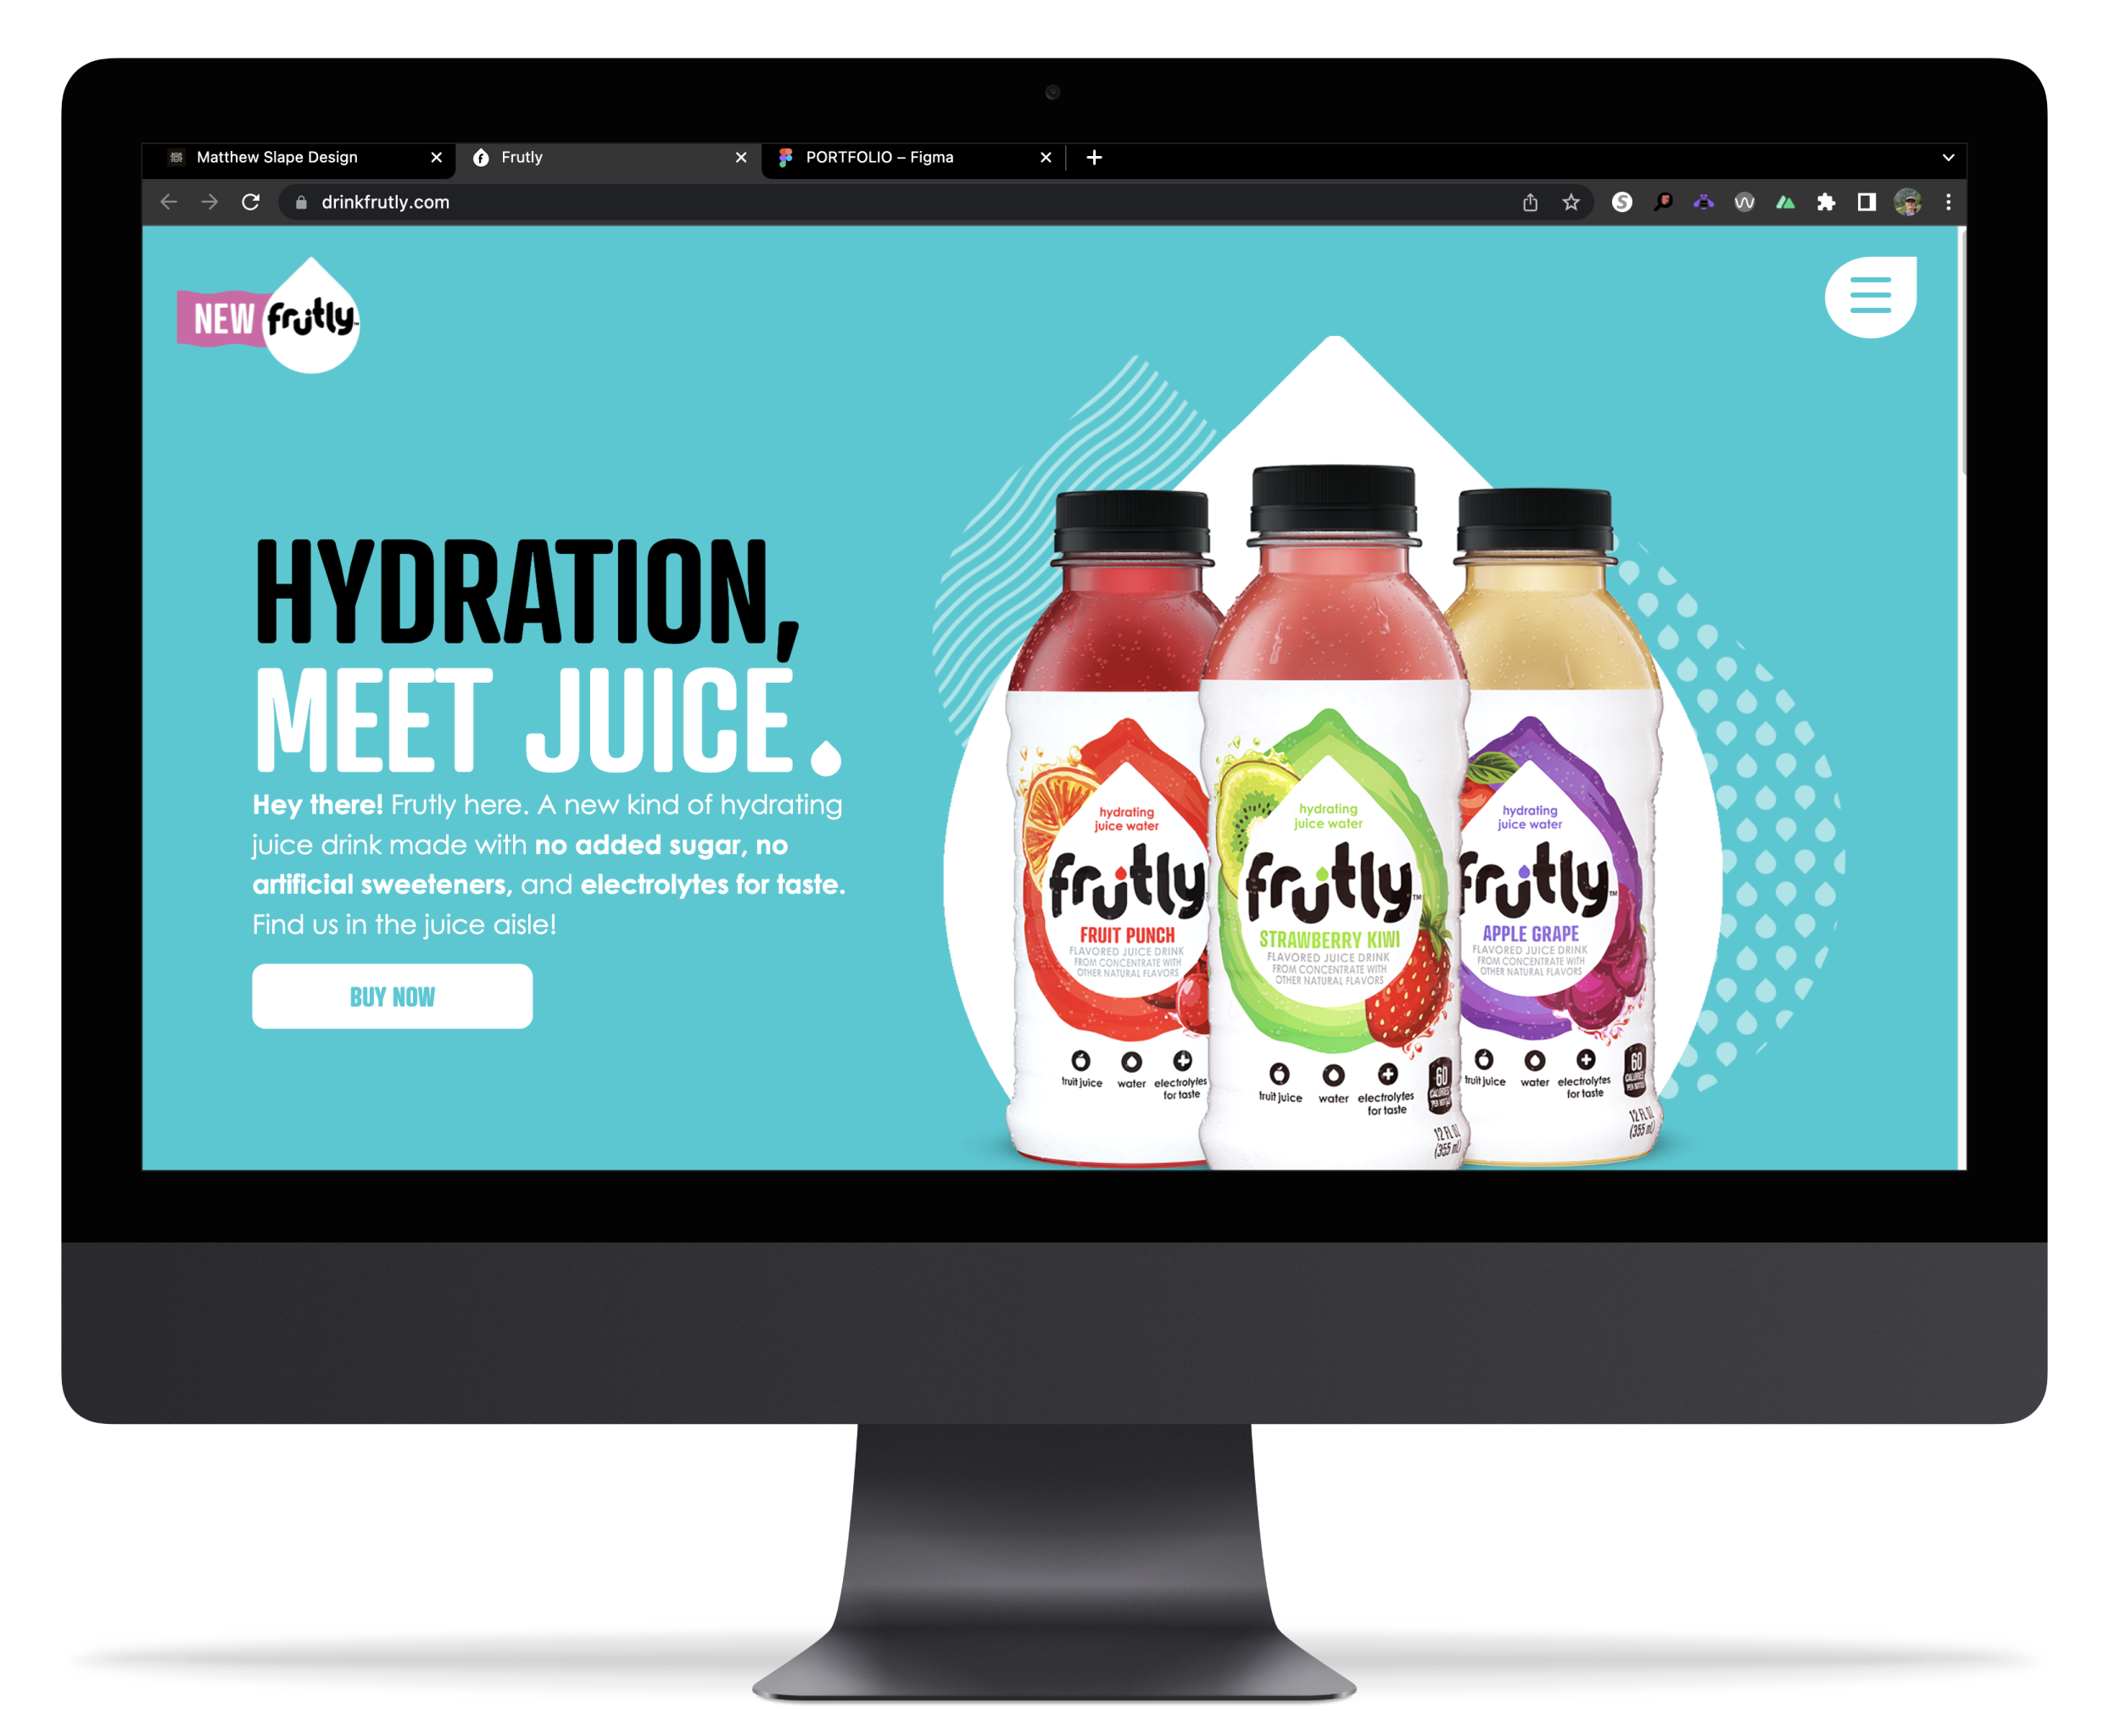 Matthew Slape Design
Frutly
PORTFOLIO – Figma
drinkfrutly.com
NEW frutly™
HYDRATION,
MEET JUICE.
Hey there! Frutly here. A new kind of hydrating
juice drink made with no added sugar, no
artificial sweeteners, and electrolytes for taste.
Find us in the juice aisle!
BUY NOW
hydrating
juice water
frutly
FRUIT PUNCH
FLAVORED JUICE DRINK
FROM CONCENTRATE WITH
OTHER NATURAL FLAVORS
fruit juice
water
electrolytes
for taste
hydrating
juice water
frutly™
STRAWBERRY KIWI
FLAVORED JUICE DRINK
FROM CONCENTRATE WITH
OTHER NATURAL FLAVORS
fruit juice
water
electrolytes
for taste
60
CALORIES
PER BOTTLE
12 FL OZ
(355 ml)
hydrating
juice water
frutly™
APPLE GRAPE
FLAVORED JUICE DRINK
FROM CONCENTRATE WITH
OTHER NATURAL FLAVORS
fruit juice
water
electrolytes
for taste
60
CALORIES
PER BOTTLE
12 FL OZ
(355 ml)